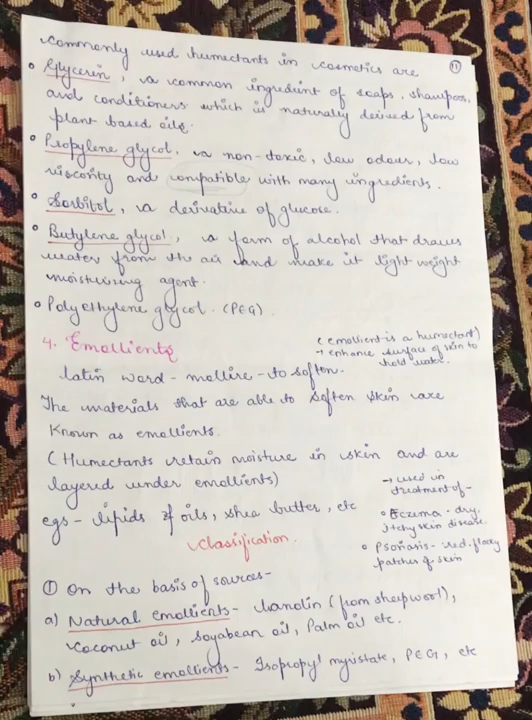 commonly used humectants in cosmetics are
(11)
• Glycerin, a common ingredient of soaps, shampoos,
and conditioners which is naturally derived from
plant based oils.
• Propylene glycol, a non-toxic, low odour, low
viscosity and compatible with many ingredients.
• Sorbitol, a derivative of glucose.
• Butylene glycol, a form of alcohol that draws
water from the air and make it light weight
moisturising agent.
• Polyethylene glycol. (PEG)
4. Emollients
(emollient is a humectant)
→ enhance surface of skin to
hold water.
latin word - mollire - to soften.
The materials that are able to soften skin are
known as emollients.
(Humectants retain moisture in skin and are
layered under emollients)
→ used in
treatment of -
egs - lipids & oils, shea butter, etc
• Eczema - dry,
itchy skin disease.
Classification.
• Psoriasis - red, flaky
patches of skin
① On the basis of sources -
a) Natural emollients - Lanolin (from sheepwool),
coconut oil, soyabean oil, Palm oil etc.
b) Synthetic emollients - Isopropyl myristate, PEG, etc